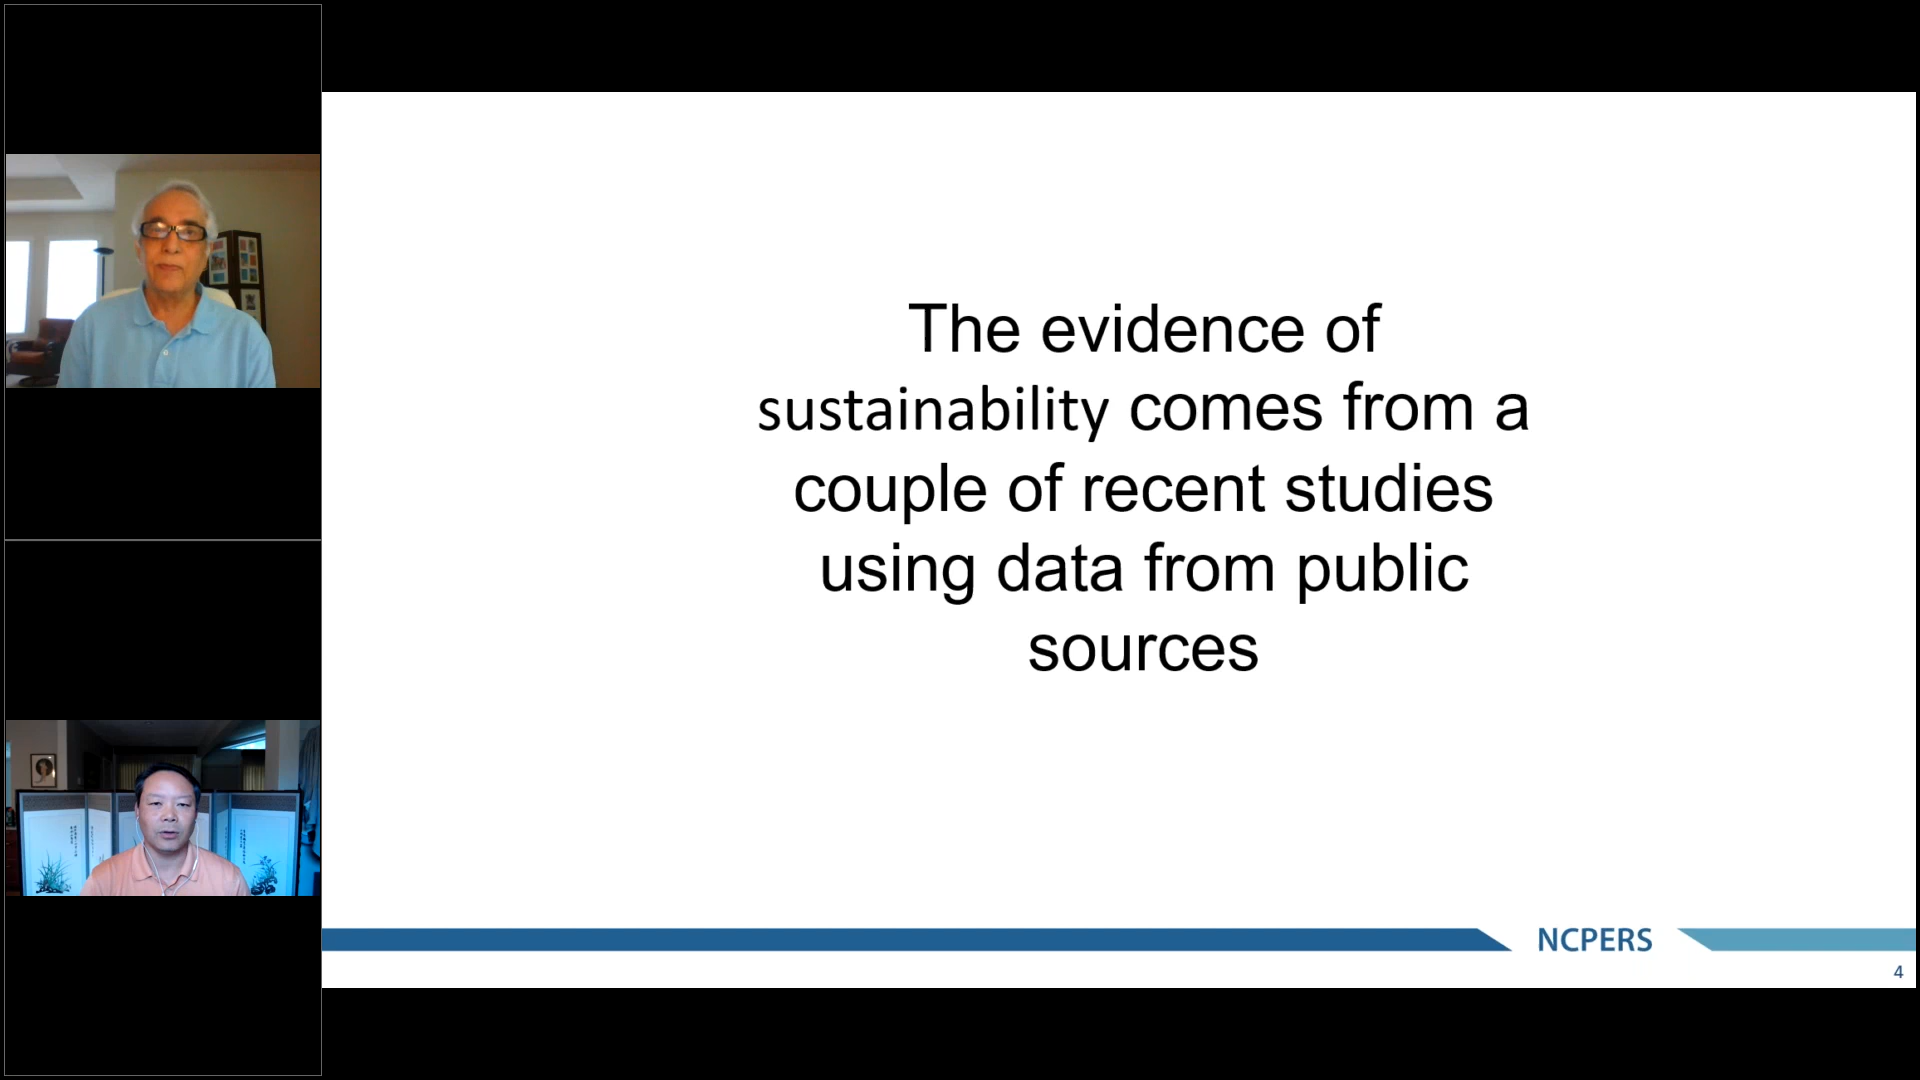 The evidence of
sustainability comes from a
couple of recent studies
using data from public
sources
NCPERS
4